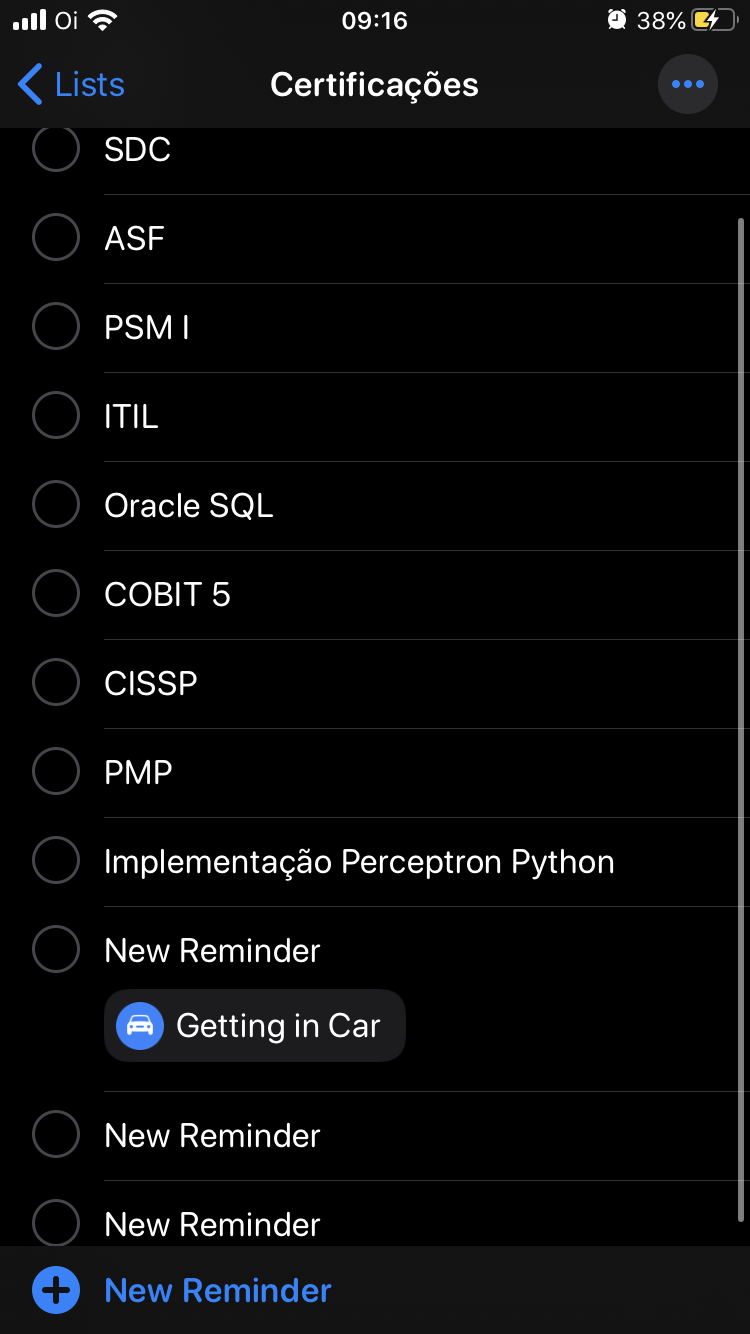 Oi 09:16 38%
Lists Certificações
SDC
ASF
PSM I
ITIL
Oracle SQL
COBIT 5
CISSP
PMP
Implementação Perceptron Python
New Reminder
Getting in Car
New Reminder
New Reminder
New Reminder